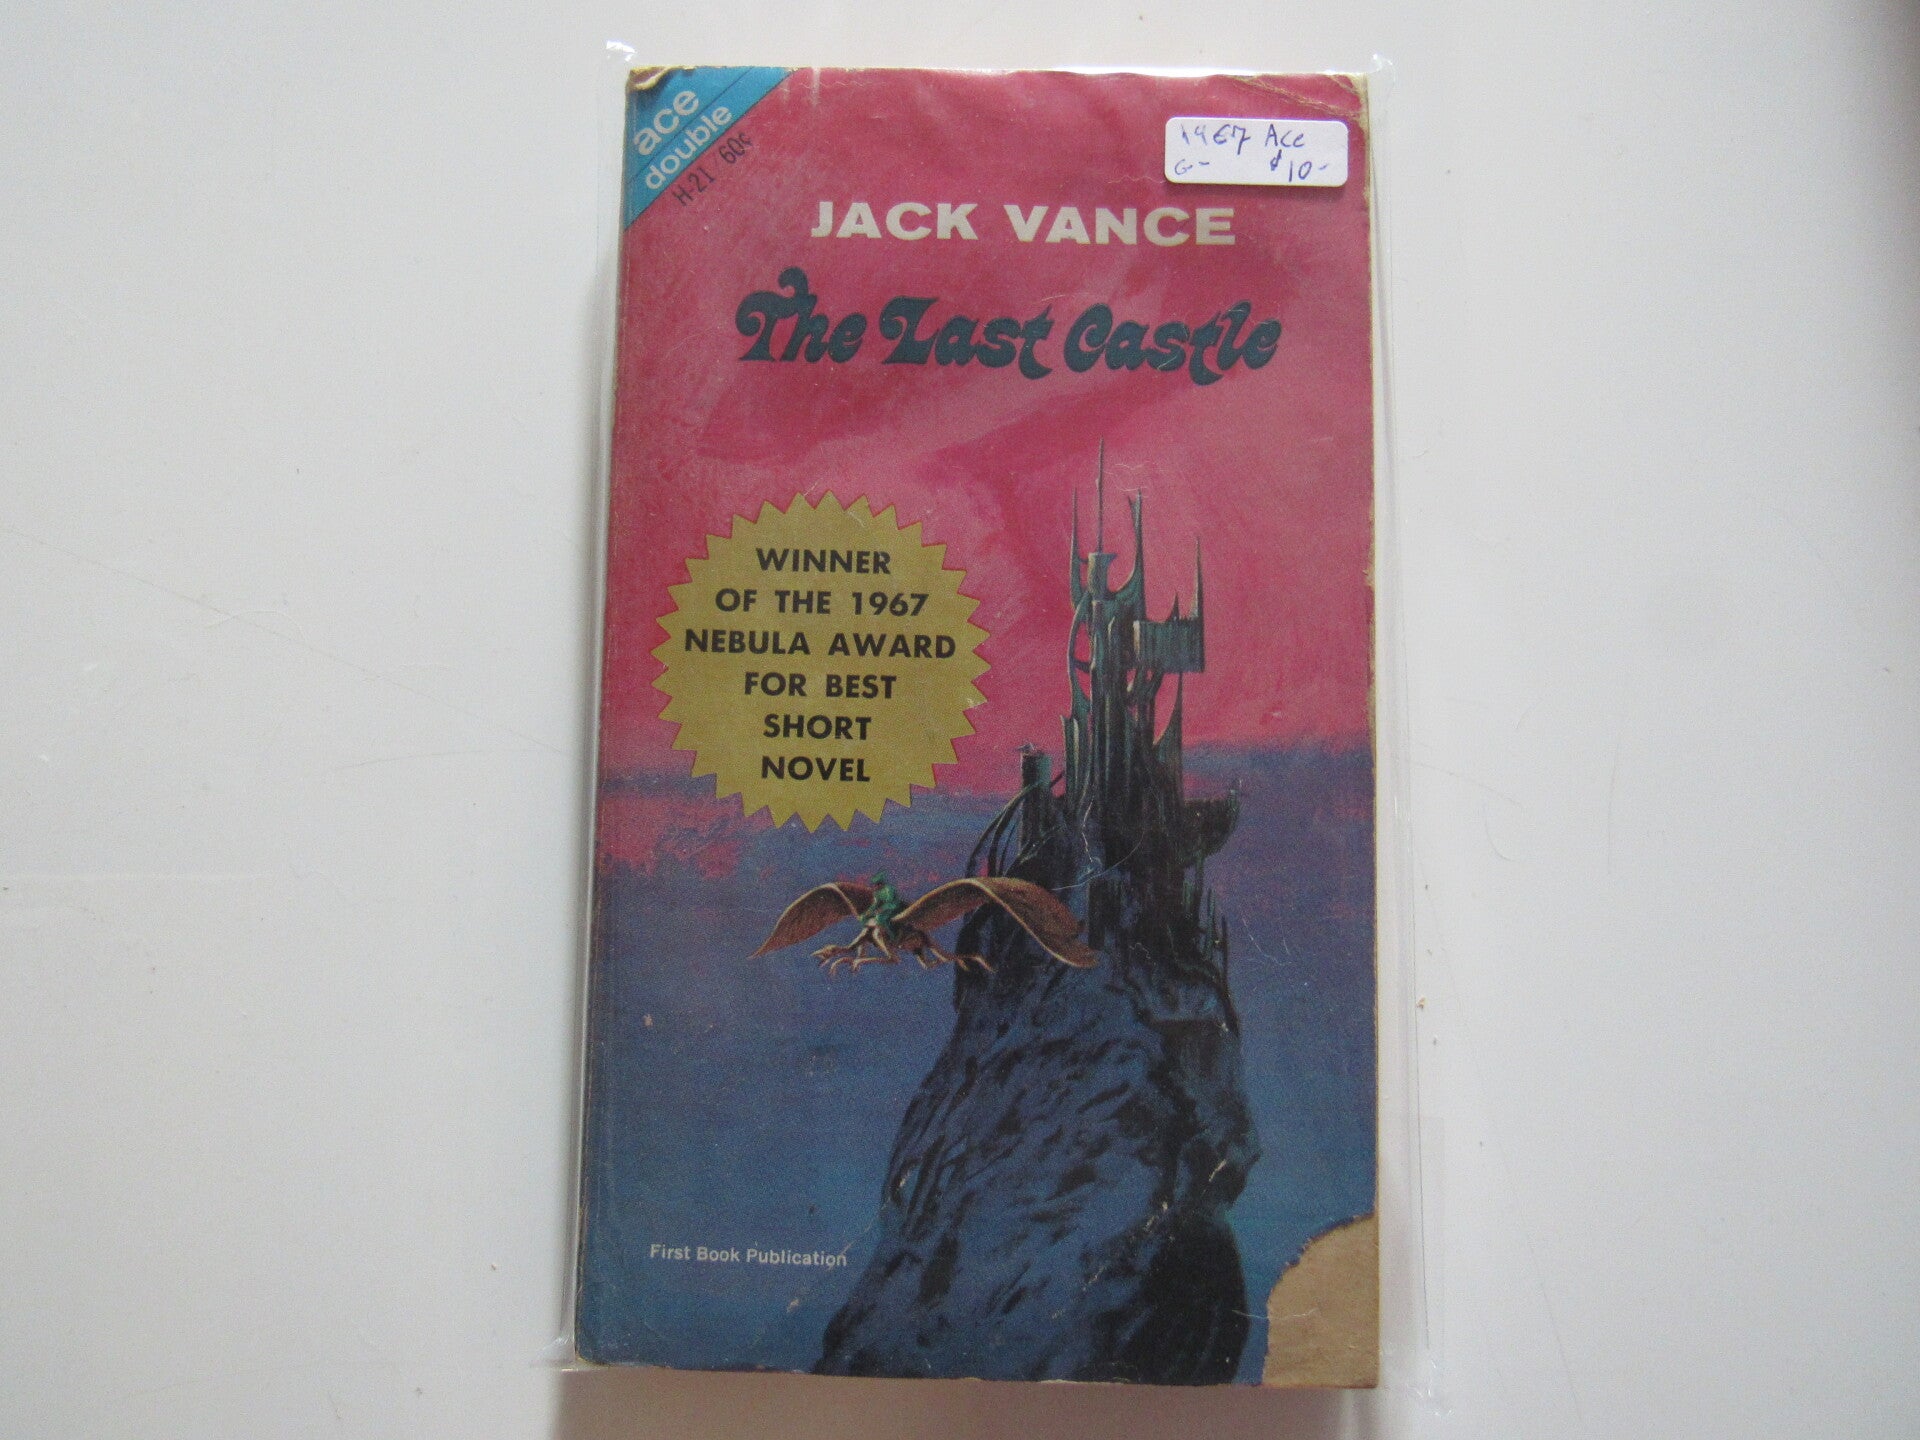 ace
double
H-21 60¢
1967 Ace
G- $10-
JACK VANCE
The Last Castle
WINNER
OF THE 1967
NEBULA AWARD
FOR BEST
SHORT
NOVEL
First Book Publication